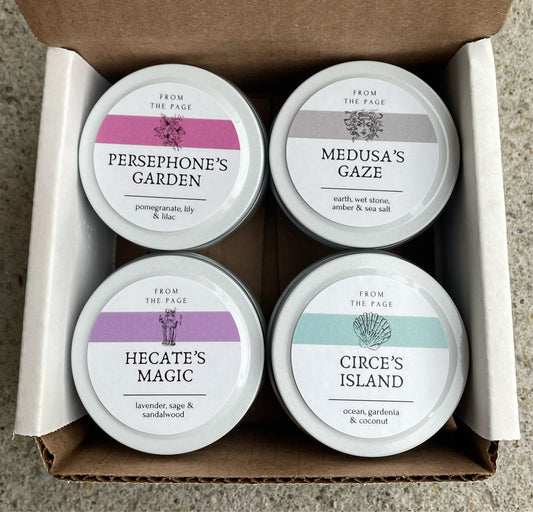 FROM
THE PAGE
PERSEPHONE'S
GARDEN
pomegranate, lily
& lilac
FROM
THE PAGE
MEDUSA'S
GAZE
earth, wet stone,
amber & sea salt
FROM
THE PAGE
HECATE'S
MAGIC
lavender, sage &
sandalwood
FROM
THE PAGE
CIRCE'S
ISLAND
ocean, gardenia
& coconut